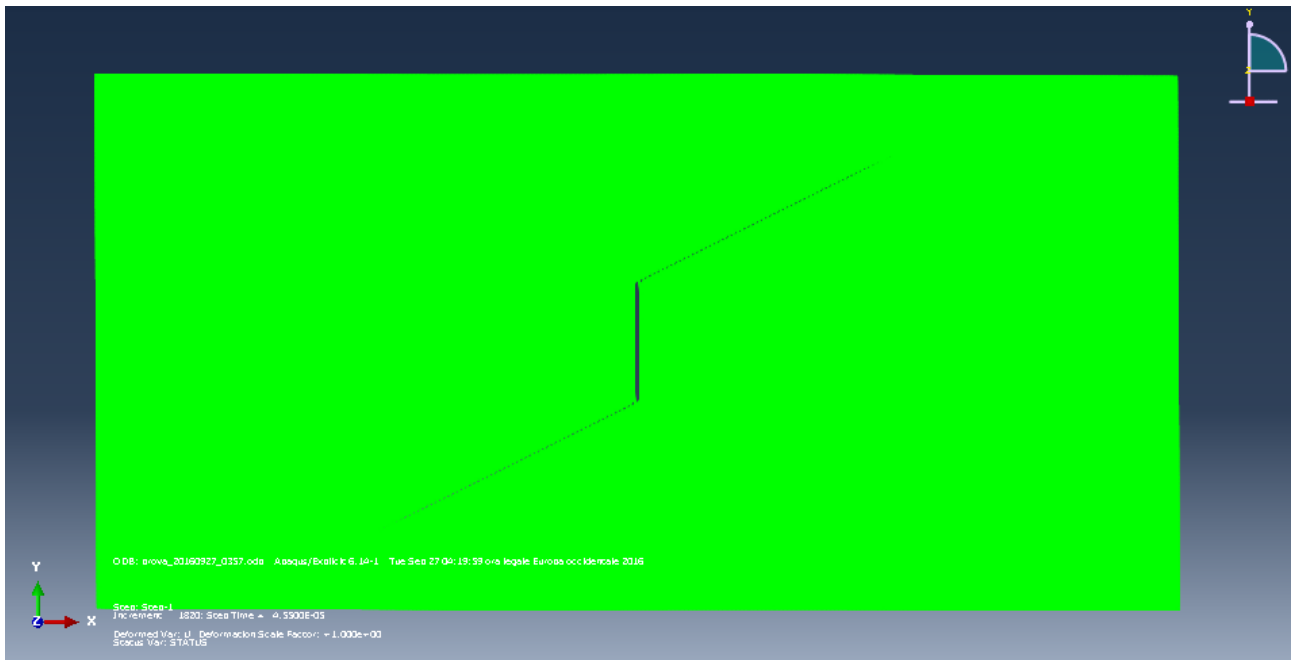 Y
Z
ODB: prova_20160927_0357.odb Abaqus/Explicit 6.14-1 Tue Sep 27 04:19:59 ora legale Europa occidentale 2016
Y
Z X
Step: Step-1
Increment 1820: Step Time = 4.5500E-05
Deformed Var: U Deformation Scale Factor: +1.000e+00
Status Var: STATUS